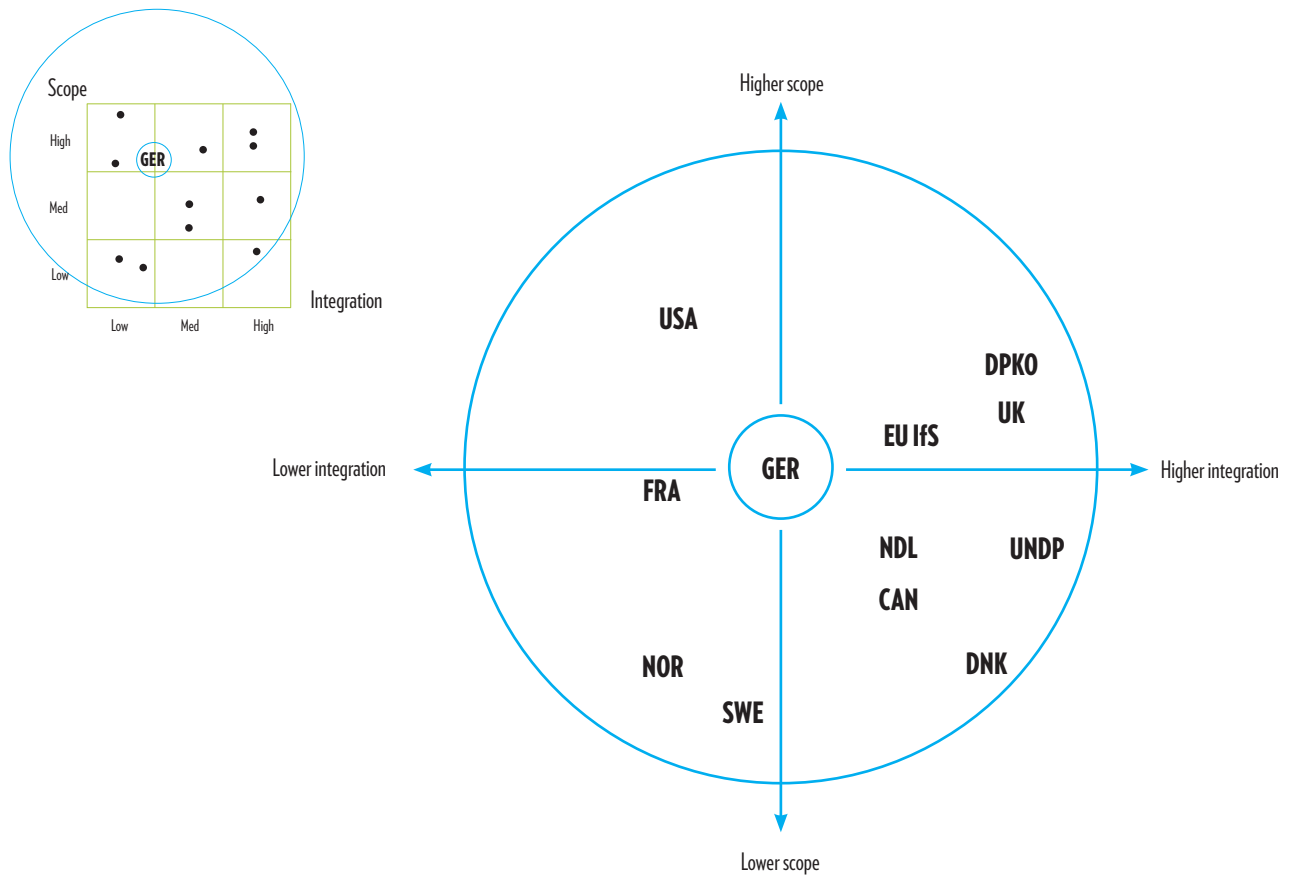 Scope
High
GER
Med
Low
Integration
Low Med High
Higher scope
USA
DPKO
UK
EU IfS
Lower integration
GER
Higher integration
FRA
NDL
UNDP
CAN
NOR
DNK
SWE
Lower scope